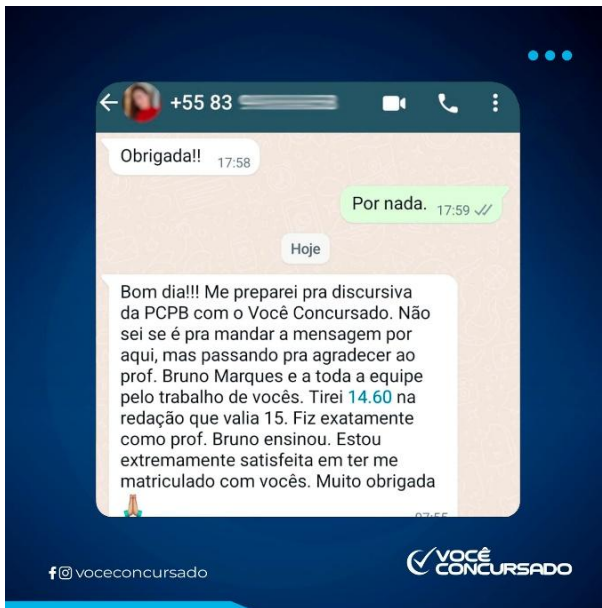 +55 83
Obrigada!! 17:58
Por nada. 17:59
Hoje
Bom dia!!! Me preparei pra discursiva
da PCPB com o Você Concursado. Não
sei se é pra mandar a mensagem por
aqui, mas passando pra agradecer ao
prof. Bruno Marques e a toda a equipe
pelo trabalho de vocês. Tirei 14.60 na
redação que valia 15. Fiz exatamente
como prof. Bruno ensinou. Estou
extremamente satisfeita em ter me
matriculado com vocês. Muito obrigada
voceconcursado
VOCÊ
CONCURSADO